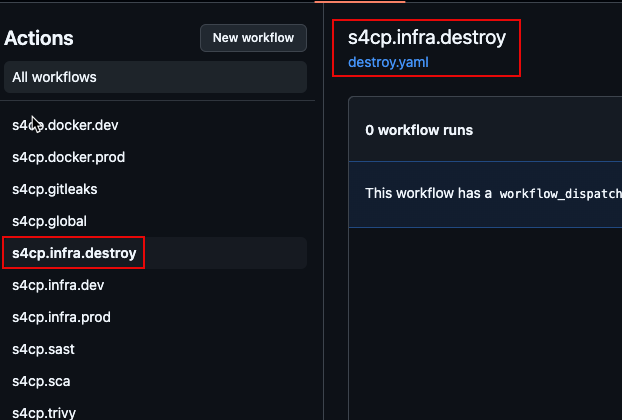 Actions
New workflow
All workflows
s4cp.docker.dev
s4cp.docker.prod
s4cp.gitleaks
s4cp.global
s4cp.infra.destroy
s4cp.infra.dev
s4cp.infra.prod
s4cp.sast
s4cp.sca
s4cp.trivy
s4cp.infra.destroy
destroy.yaml
0 workflow runs
This workflow has a workflow_dispatch